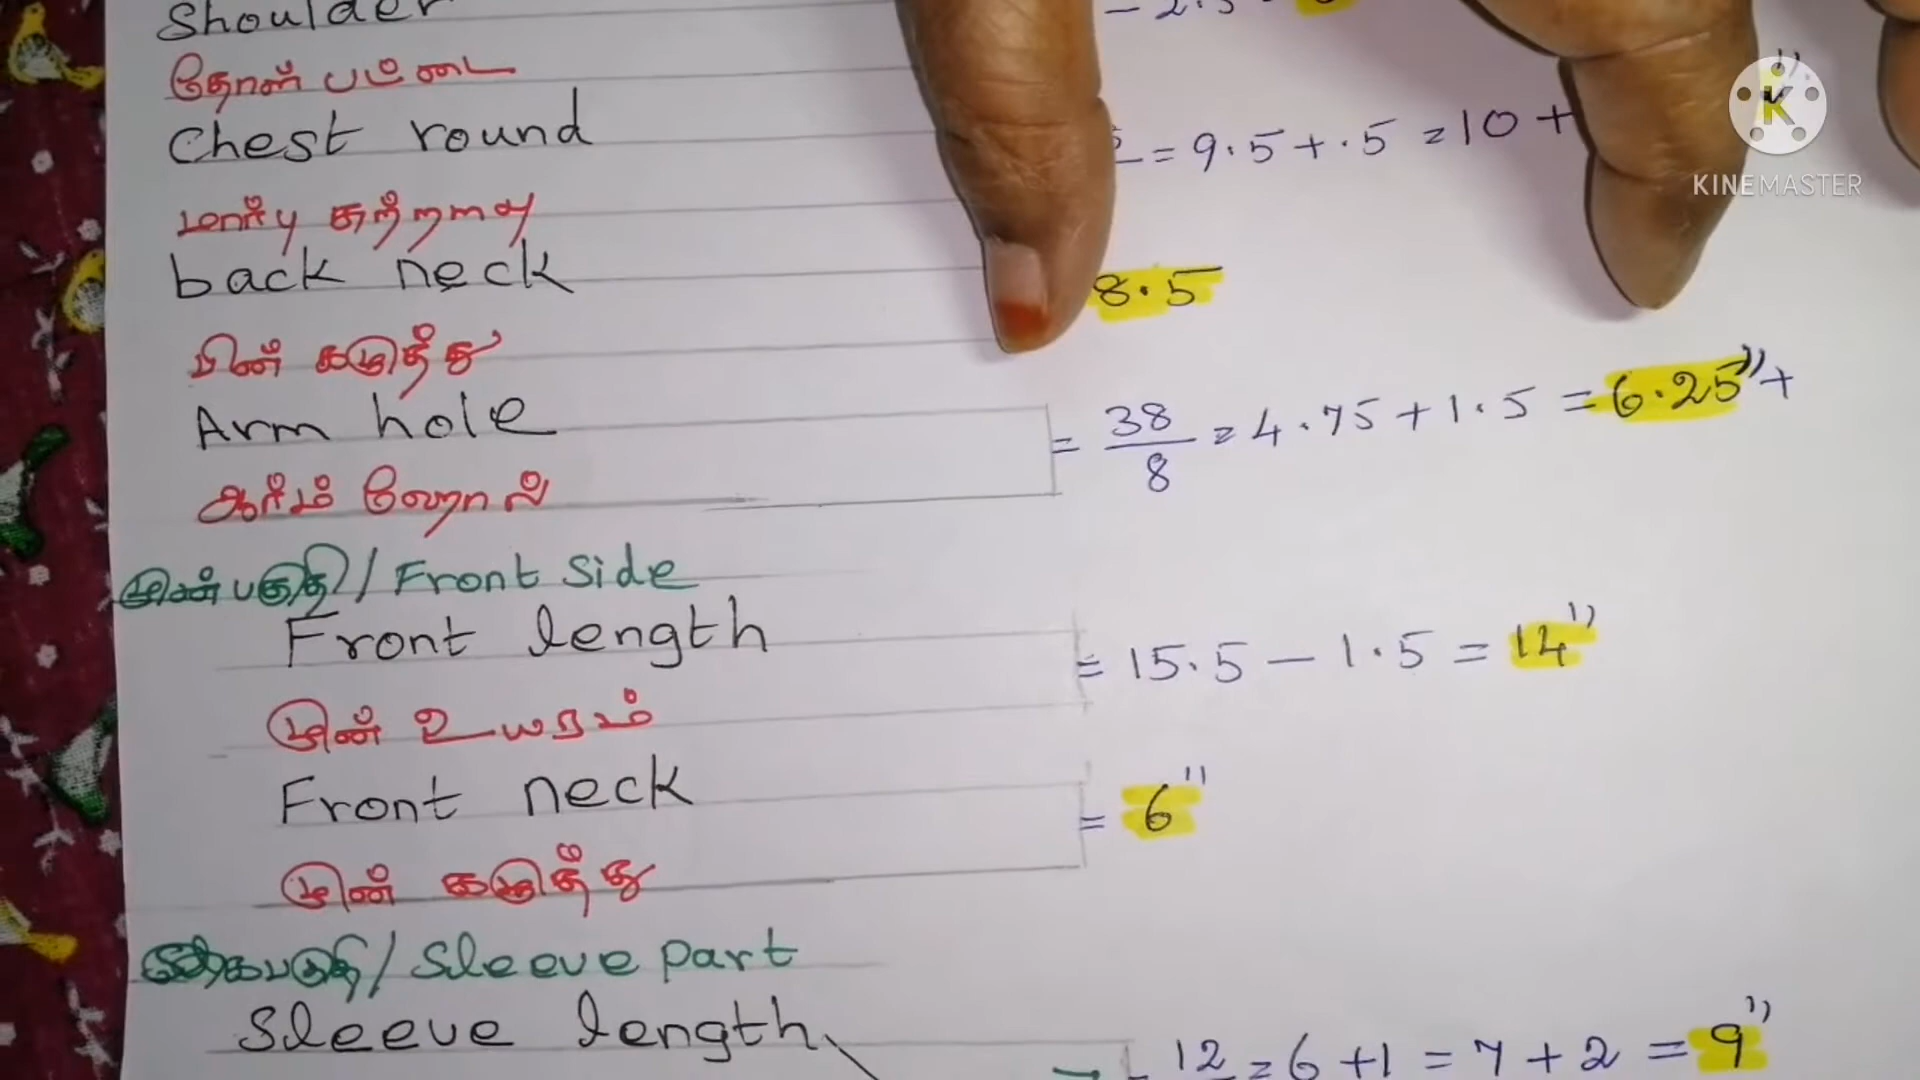 Shoulder - 2.5
தோள் பட்டை
Chest round = 9.5 + .5 = 10 +
மார்பு சுற்றளவு
back neck 8.5
பின் கழுத்து
Arm hole = 38/8 = 4.75 + 1.5 = 6.25" +
ஆர்ம் ஹோல்
முன் பகுதி / Front Side
Front length = 15.5 - 1.5 = 14"
முன் உயரம்
Front neck = 6"
முன் கழுத்து
கை பகுதி / Sleeve part
Sleeve length 12 = 6 + 1 = 7 + 2 = 9"
KINEMASTER